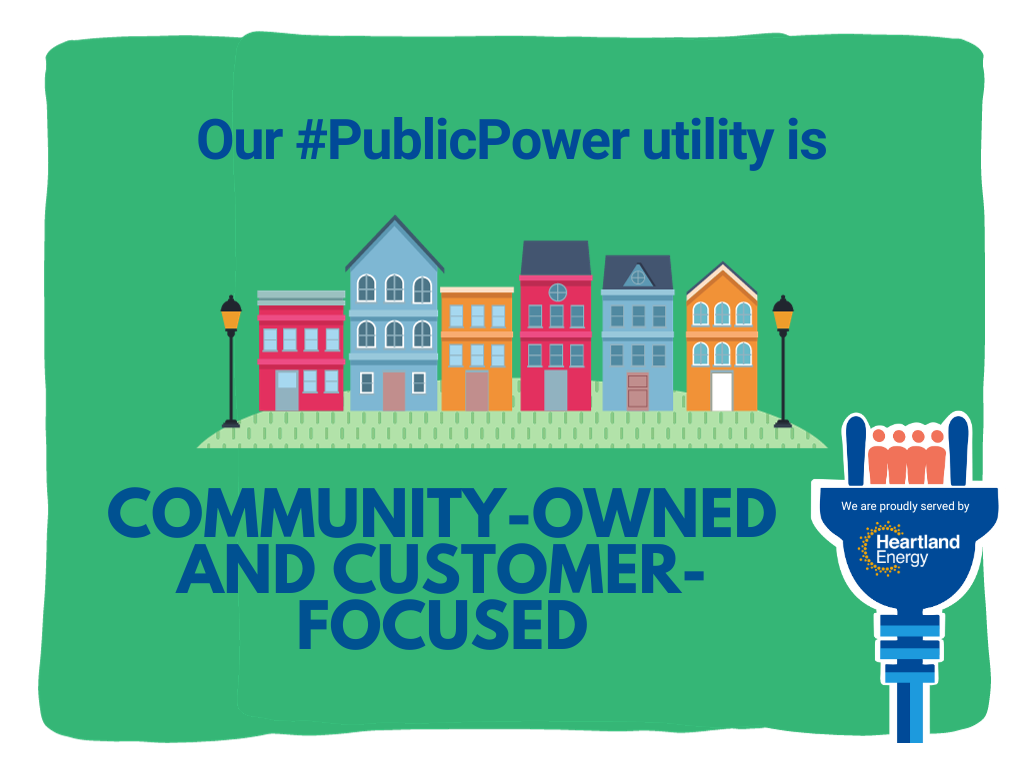 Our #PublicPower utility is
COMMUNITY-OWNED
AND CUSTOMER-
FOCUSED
We are proudly served by
Heartland
Energy